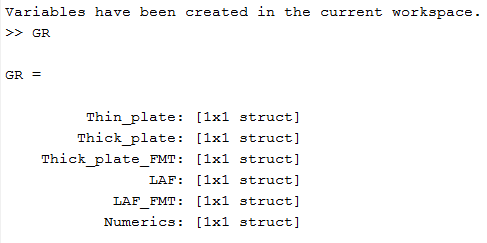 Variables have been created in the current workspace.
>> GR
GR =
Thin_plate: [1x1 struct]
Thick_plate: [1x1 struct]
Thick_plate_FMT: [1x1 struct]
LAF: [1x1 struct]
LAF_FMT: [1x1 struct]
Numerics: [1x1 struct]